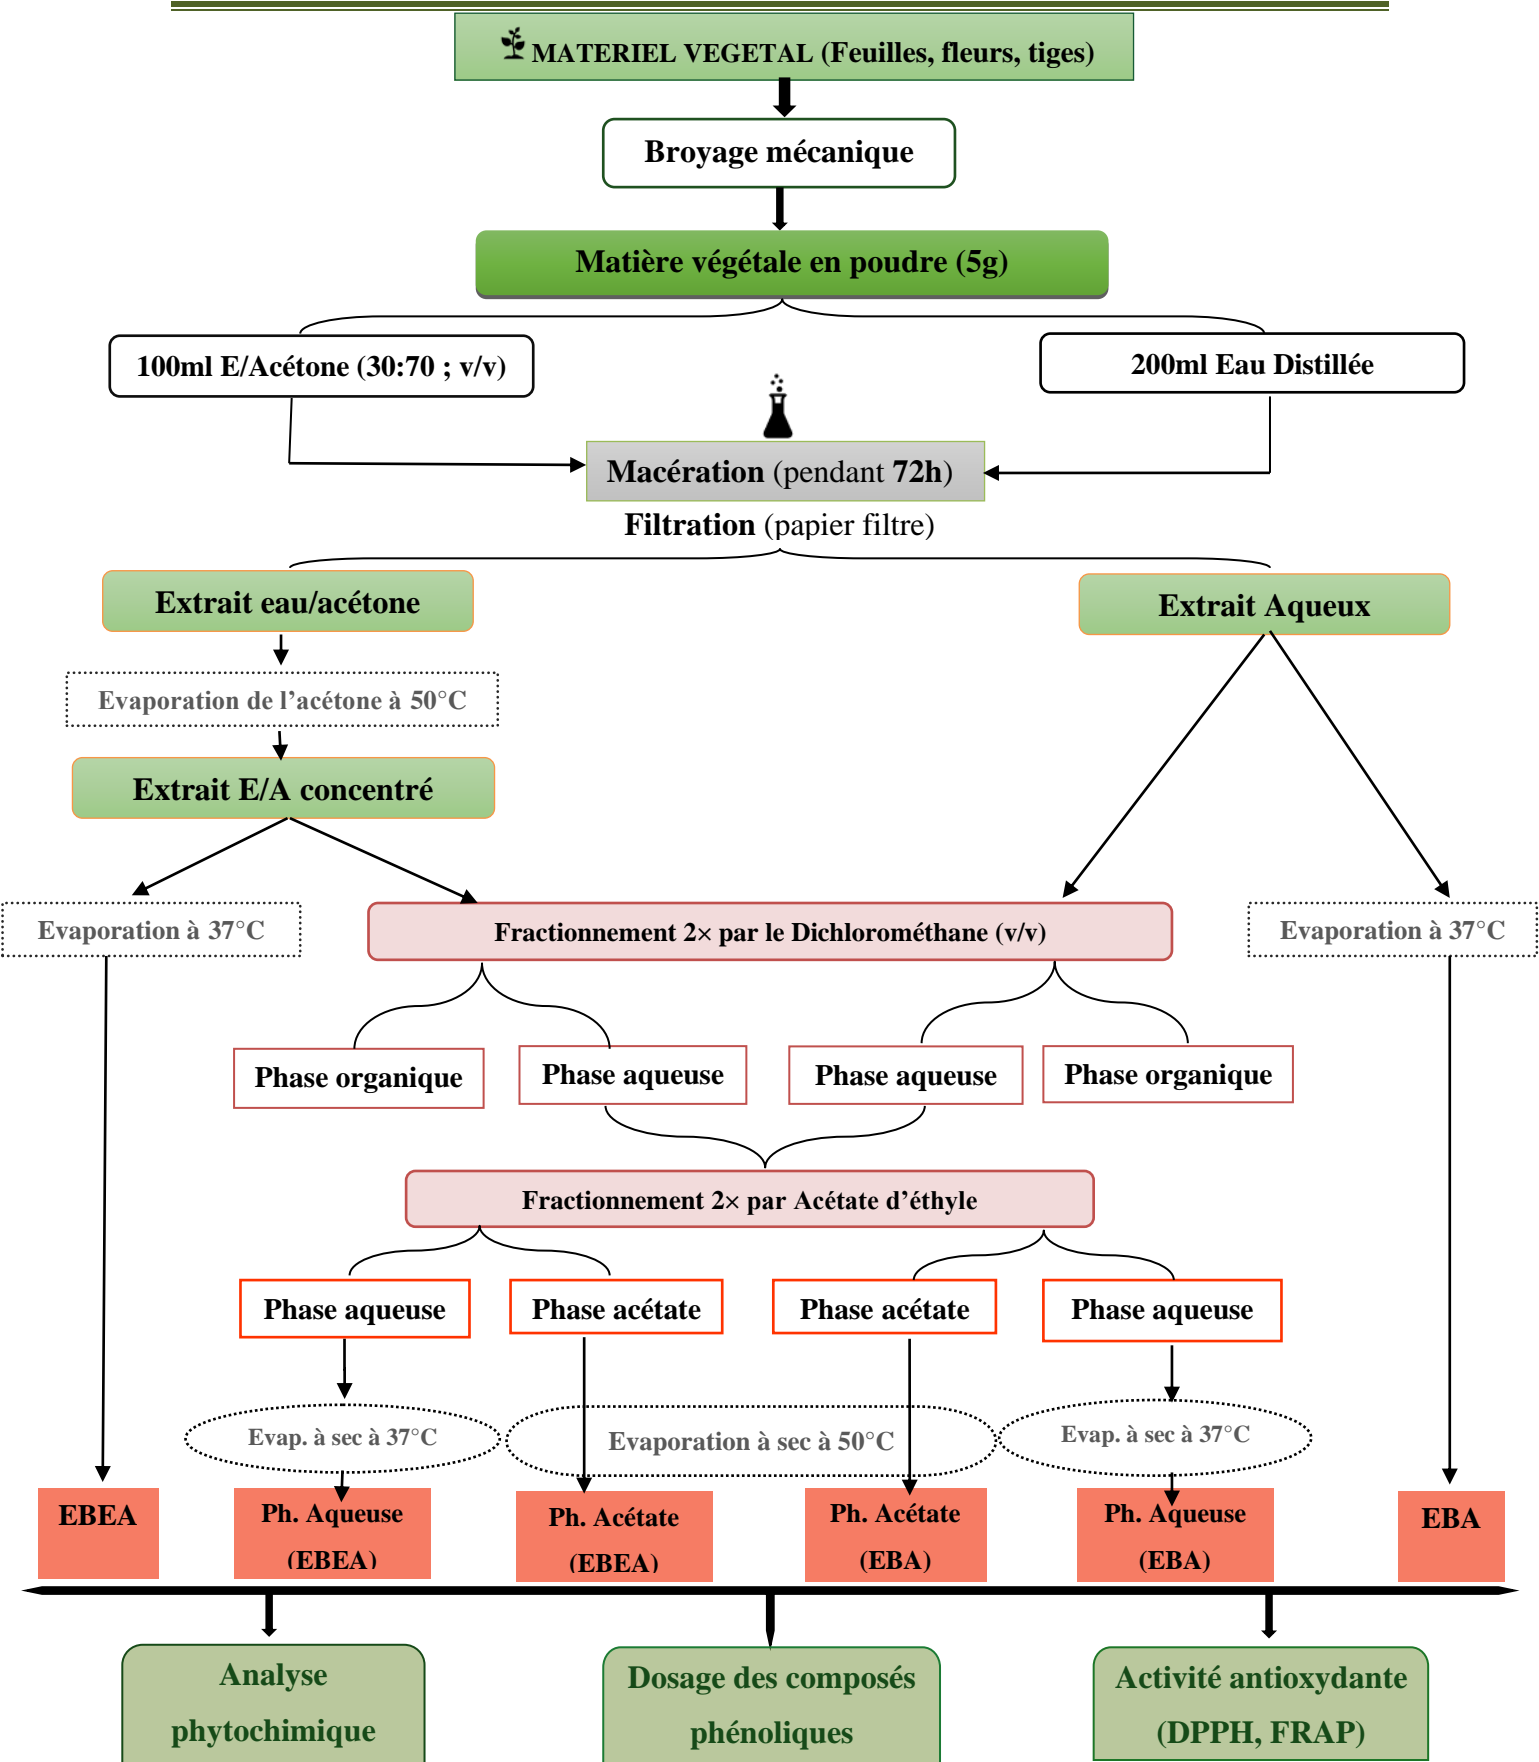 MATERIEL VEGETAL (Feuilles, fleurs, tiges)
Broyage mécanique
Matière végétale en poudre (5g)
100ml E/Acétone (30:70 ; v/v)
200ml Eau Distillée
Macération (pendant 72h)
Filtration (papier filtre)
Extrait eau/acétone
Extrait Aqueux
Evaporation de l’acétone à 50°C
Extrait E/A concentré
Evaporation à 37°C
Fractionnement 2× par le Dichlorométhane (v/v)
Evaporation à 37°C
Phase organique
Phase aqueuse
Phase aqueuse
Phase organique
Fractionnement 2× par Acétate d’éthyle
Phase aqueuse
Phase acétate
Phase acétate
Phase aqueuse
Evap. à sec à 37°C
Evaporation à sec à 50°C
Evap. à sec à 37°C
EBEA
Ph. Aqueuse
(EBEA)
Ph. Acétate
(EBEA)
Ph. Acétate
(EBA)
Ph. Aqueuse
(EBA)
EBA
Analyse
phytochimique
Dosage des composés
phénoliques
Activité antioxydante
(DPPH, FRAP)